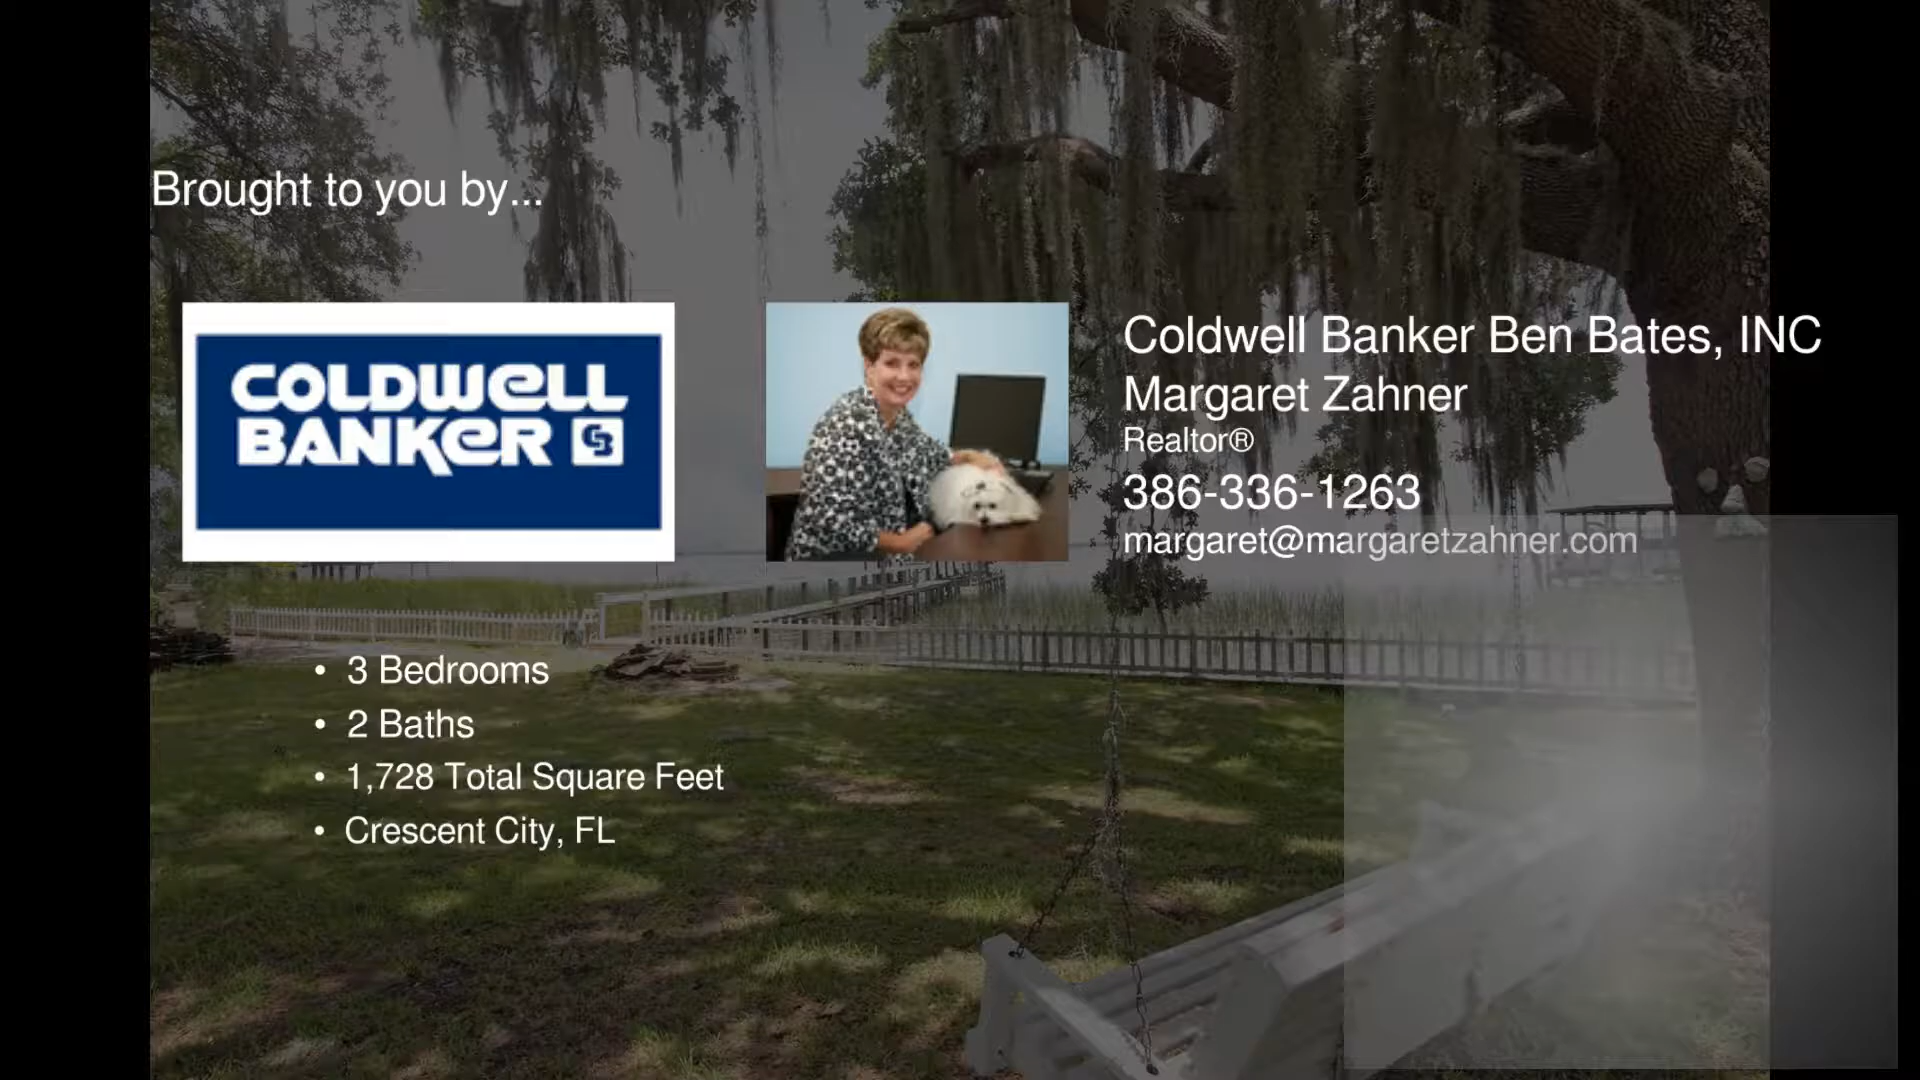 Brought to you by...
COLDWELL
BANKER CB
Coldwell Banker Ben Bates, INC
Margaret Zahner
Realtor®
386-336-1263
margaret@margaretzahner.com
• 3 Bedrooms
• 2 Baths
• 1,728 Total Square Feet
• Crescent City, FL